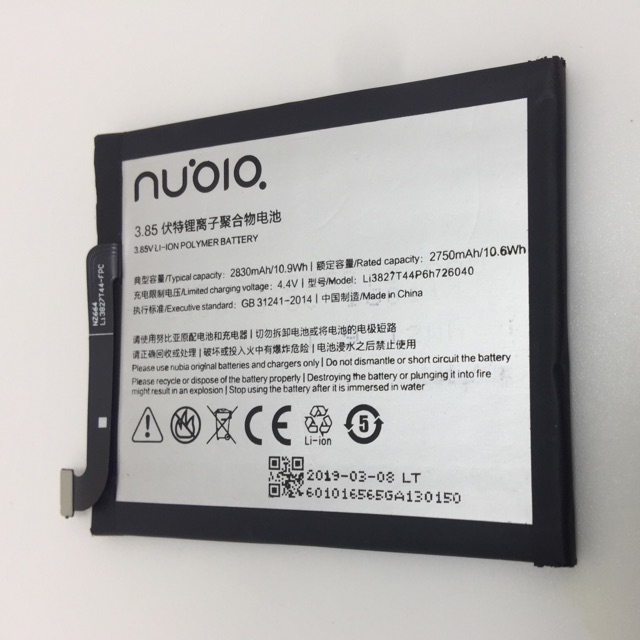 nubia
3.85 伏特锂离子聚合物电池
3.85V LI-ION POLYMER BATTERY
典型容量/Typical capacity: 2830mAh/10.9Wh | 额定容量/Rated capacity: 2750mAh/10.6Wh
充电限制电压/Limited charging voltage: 4.4V | 型号/Model: Li3827T44P6h726040
执行标准/Executive standard: GB 31241-2014 | 中国制造/Made in China
请使用努比亚原配电池和充电器 | 切勿拆卸电池或将电池的电极短路
请正确回收或处理 | 破坏或投入火中有爆炸危险 | 电池浸水之后禁止使用
Please use nubia original batteries and chargers only | Do not dismantle or short circuit the battery
Please recycle or dispose of the battery correctly | Destroying the battery or plunging it into fire
might result in an explosion | Stop using the battery after it is immersed in water
CE
Li-ion
5
2019-03-08 LT
601016565GA130150
NZ664
Li3827T44-FPC